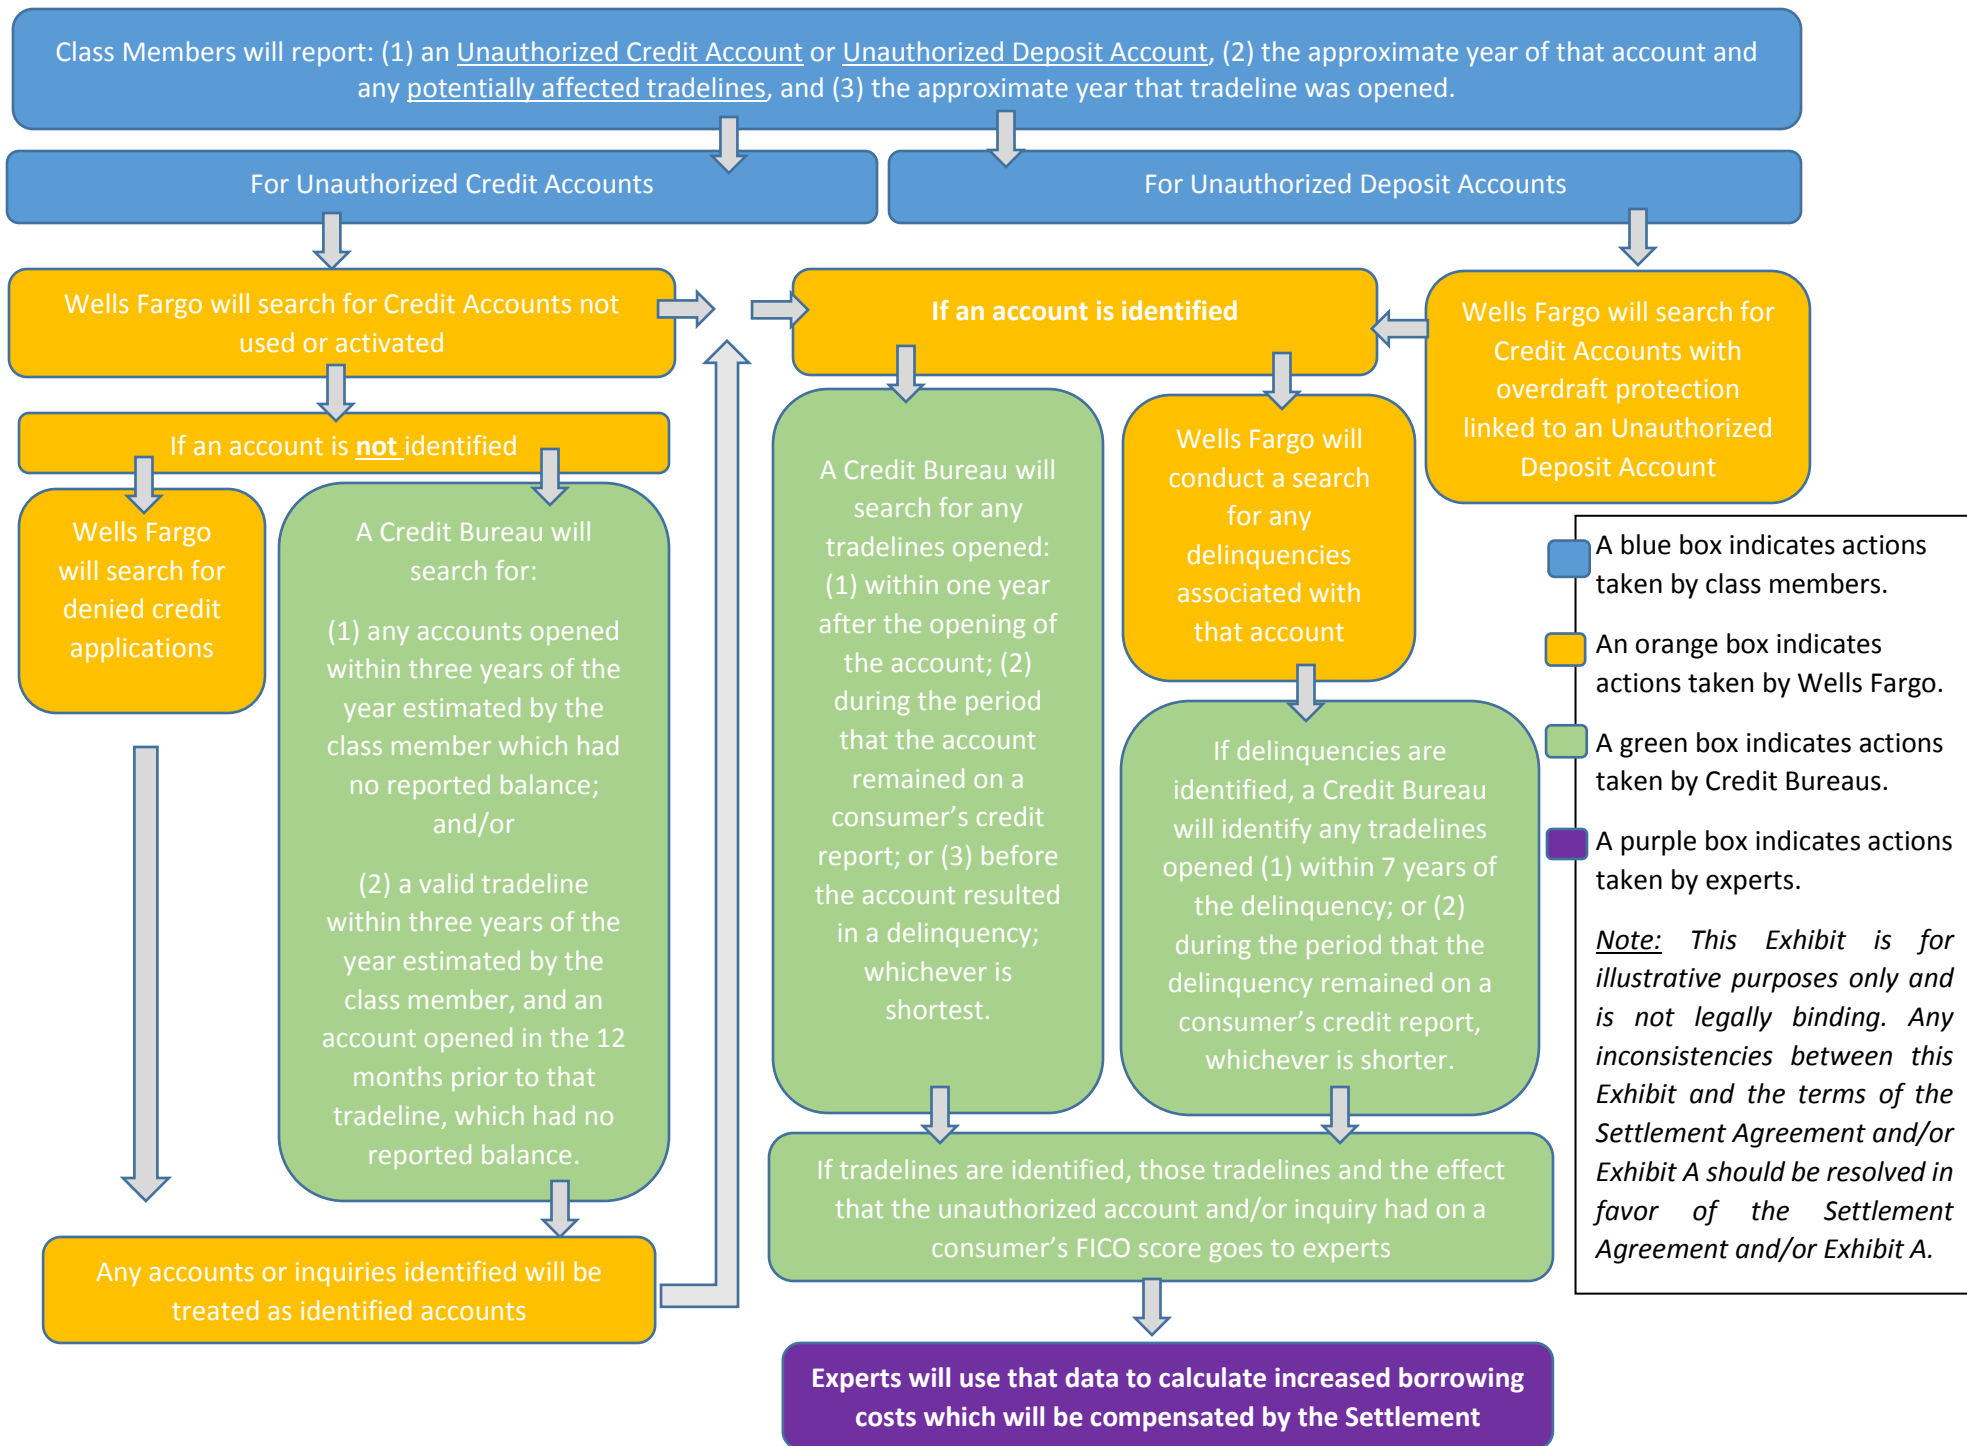 Class Members will report: (1) an Unauthorized Credit Account or Unauthorized Deposit Account, (2) the approximate year of that account and
any potentially affected tradelines, and (3) the approximate year that tradeline was opened.
For Unauthorized Credit Accounts
For Unauthorized Deposit Accounts
Wells Fargo will search for Credit Accounts not
used or activated
If an account is identified
Wells Fargo will search for
Credit Accounts with
overdraft protection
linked to an Unauthorized
Deposit Account
If an account is not identified
Wells Fargo
will search for
denied credit
applications
A Credit Bureau will
search for:
(1) any accounts opened
within three years of the
year estimated by the
class member which had
no reported balance;
and/or
(2) a valid tradeline
within three years of the
year estimated by the
class member, and an
account opened in the 12
months prior to that
tradeline, which had no
reported balance.
A Credit Bureau will
search for any
tradelines opened:
(1) within one year
after the opening of
the account; (2)
during the period
that the account
remained on a
consumer’s credit
report; or (3) before
the account resulted
in a delinquency;
whichever is
shortest.
Wells Fargo will
conduct a search
for any
delinquencies
associated with
that account
If delinquencies are
identified, a Credit Bureau
will identify any tradelines
opened (1) within 7 years of
the delinquency; or (2)
during the period that the
delinquency remained on a
consumer’s credit report,
whichever is shorter.
Any accounts or inquiries identified will be
treated as identified accounts
If tradelines are identified, those tradelines and the effect
that the unauthorized account and/or inquiry had on a
consumer’s FICO score goes to experts
Experts will use that data to calculate increased borrowing
costs which will be compensated by the Settlement
A blue box indicates actions
taken by class members.
An orange box indicates
actions taken by Wells Fargo.
A green box indicates actions
taken by Credit Bureaus.
A purple box indicates actions
taken by experts.
Note: This Exhibit is for
illustrative purposes only and
is not legally binding. Any
inconsistencies between this
Exhibit and the terms of the
Settlement Agreement and/or
Exhibit A should be resolved in
favor of the Settlement
Agreement and/or Exhibit A.